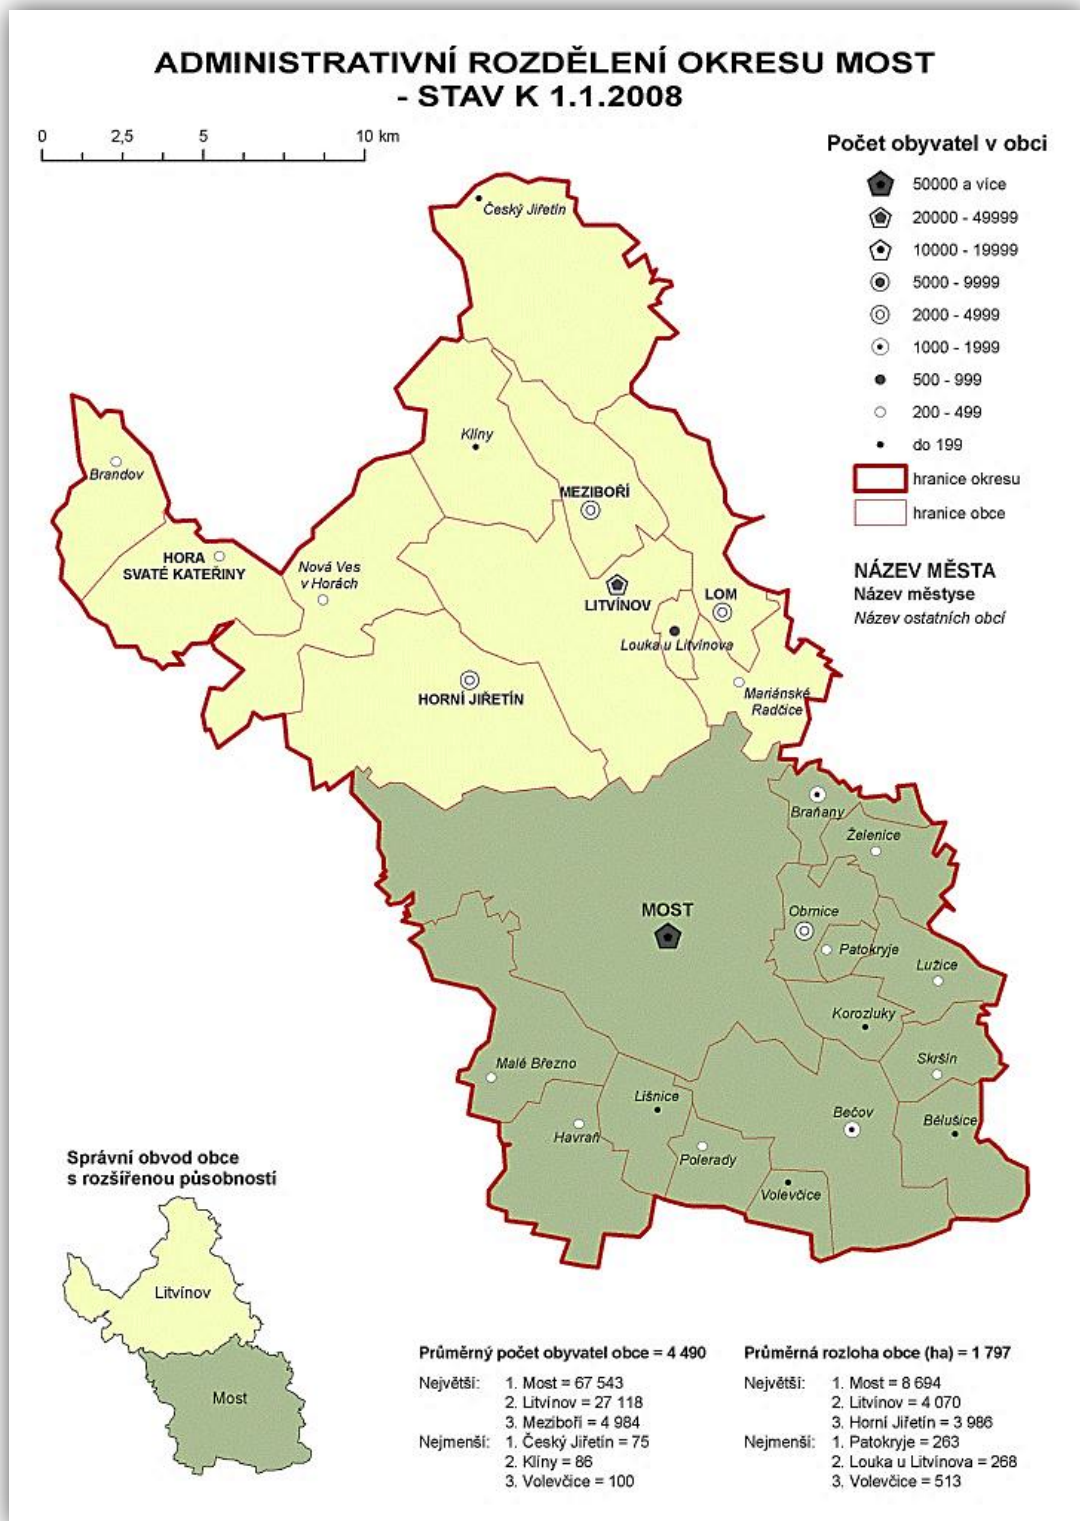 ADMINISTRATIVNÍ ROZDĚLENÍ OKRESU MOST
- STAV K 1.1.2008
0 2,5 5 10 km
Počet obyvatel v obci
50000 a více
20000 - 49999
10000 - 19999
5000 - 9999
2000 - 4999
1000 - 1999
500 - 999
200 - 499
do 199
hranice okresu
hranice obce
NÁZEV MĚSTA
Název městyse
Název ostatních obcí
Český Jiřetín
Klíny
Brandov
MEZIBOŘÍ
HORA
SVATÉ KATEŘINY
Nová Ves
v Horách
LITVÍNOV
LOM
Louka u Litvínova
HORNÍ JIŘETÍN
Mariánské
Radčice
Braňany
Želenice
MOST
Obrnice
Patokryje
Lužice
Korozluky
Skršín
Malé Březno
Lišnice
Bečov
Bělušice
Havraň
Polerady
Volevčice
Správní obvod obce
s rozšířenou působností
Litvínov
Most
Průměrný počet obyvatel obce = 4 490
Největší: 1. Most = 67 543
2. Litvínov = 27 118
3. Meziboří = 4 984
Nejmenší: 1. Český Jiřetín = 75
2. Klíny = 86
3. Volevčice = 100
Průměrná rozloha obce (ha) = 1 797
Největší: 1. Most = 8 694
2. Litvínov = 4 070
3. Horní Jiřetín = 3 986
Nejmenší: 1. Patokryje = 263
2. Louka u Litvínova = 268
3. Volevčice = 513